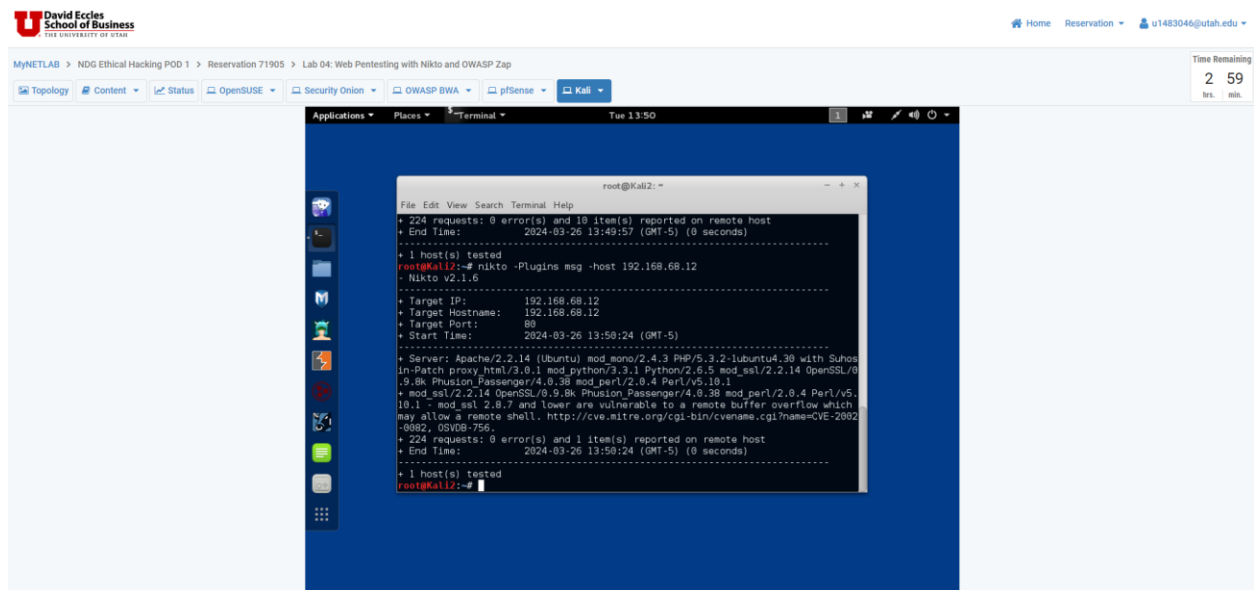 David Eccles
School of Business
THE UNIVERSITY OF UTAH
Home Reservation u1483046@utah.edu
MyNETLAB > NDG Ethical Hacking POD 1 > Reservation 71905 > Lab 04: Web Pentesting with Nikto and OWASP Zap
Time Remaining
2 59
hrs. min.
Topology Content Status OpenSUSE Security Onion OWASP BWA pfSense Kali
Applications Places Terminal Tue 13:50 1
root@Kali2: ~
File Edit View Search Terminal Help
+ 224 requests: 0 error(s) and 10 item(s) reported on remote host
+ End Time: 2024-03-26 13:49:57 (GMT-5) (0 seconds)
---------------------------------------------------------------------------
+ 1 host(s) tested
root@Kali2:~# nikto -Plugins msg -host 192.168.68.12
- Nikto v2.1.6
---------------------------------------------------------------------------
+ Target IP: 192.168.68.12
+ Target Hostname: 192.168.68.12
+ Target Port: 80
+ Start Time: 2024-03-26 13:50:24 (GMT-5)
---------------------------------------------------------------------------
+ Server: Apache/2.2.14 (Ubuntu) mod_mono/2.4.3 PHP/5.3.2-1ubuntu4.30 with Suhos
in-Patch proxy_html/3.0.1 mod_python/3.3.1 Python/2.6.5 mod_ssl/2.2.14 OpenSSL/0
.9.8k Phusion_Passenger/4.0.38 mod_perl/2.0.4 Perl/v5.10.1
+ mod_ssl/2.2.14 OpenSSL/0.9.8k Phusion_Passenger/4.0.38 mod_perl/2.0.4 Perl/v5.
10.1 - mod_ssl 2.8.7 and lower are vulnerable to a remote buffer overflow which
may allow a remote shell. http://cve.mitre.org/cgi-bin/cvename.cgi?name=CVE-2002
-0082, OSVDB-756.
+ 224 requests: 0 error(s) and 1 item(s) reported on remote host
+ End Time: 2024-03-26 13:50:24 (GMT-5) (0 seconds)
---------------------------------------------------------------------------
+ 1 host(s) tested
root@Kali2:~#